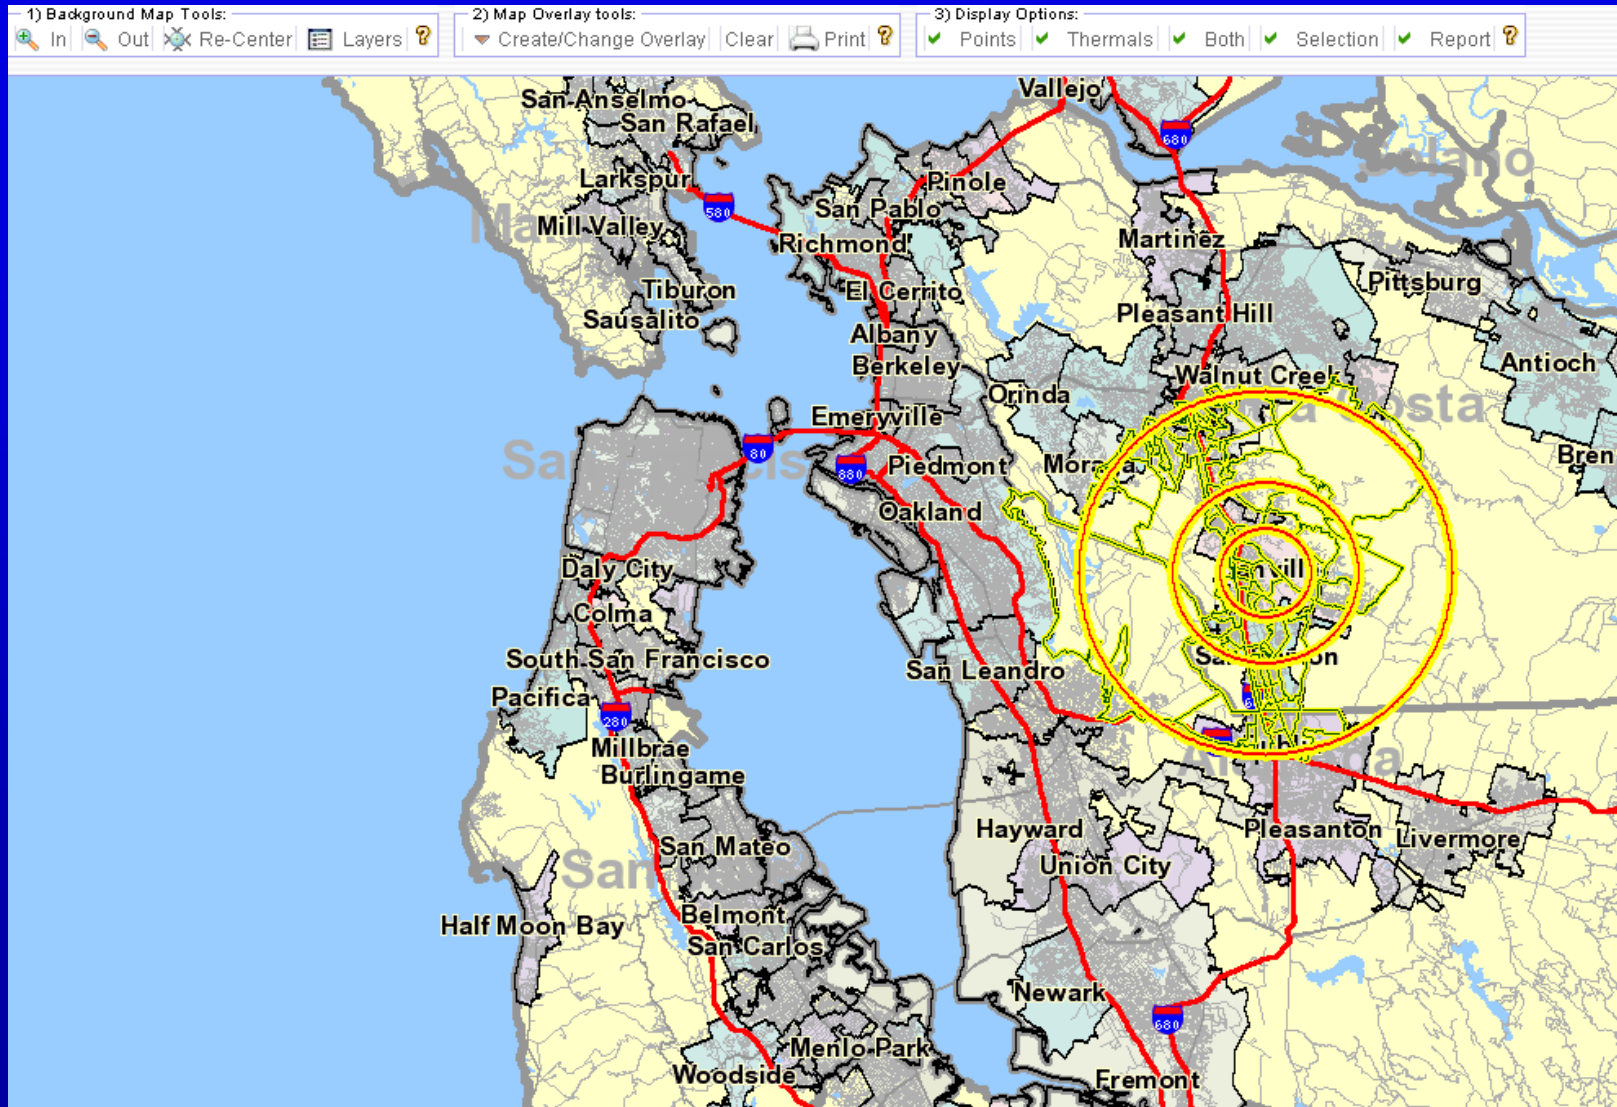 1) Background Map Tools:
2) Map Overlay tools:
3) Display Options:
In
Out
Re-Center
Layers
?
Create/Change Overlay
Clear
Print
?
Points
Thermals
Both
Selection
Report
?
San Anselmo
San Rafael
Vallejo
680
Larkspur
Pinole
580
San Pablo
Mill Valley
Richmond
Martinez
Tiburon
El Cerrito
Pittsburg
Sausalito
Pleasant Hill
Albany
Berkeley
Antioch
Walnut Creek
Orinda
Costa
Emeryville
80
880
Piedmont
Oakland
Daly City
Colma
South San Francisco
San Leandro
Pacifica
280
Millbrae
Burlingame
Hayward
Pleasanton
Livermore
San Mateo
Union City
San
Half Moon Bay
Belmont
San Carlos
Newark
680
Menlo Park
Woodside
Fremont